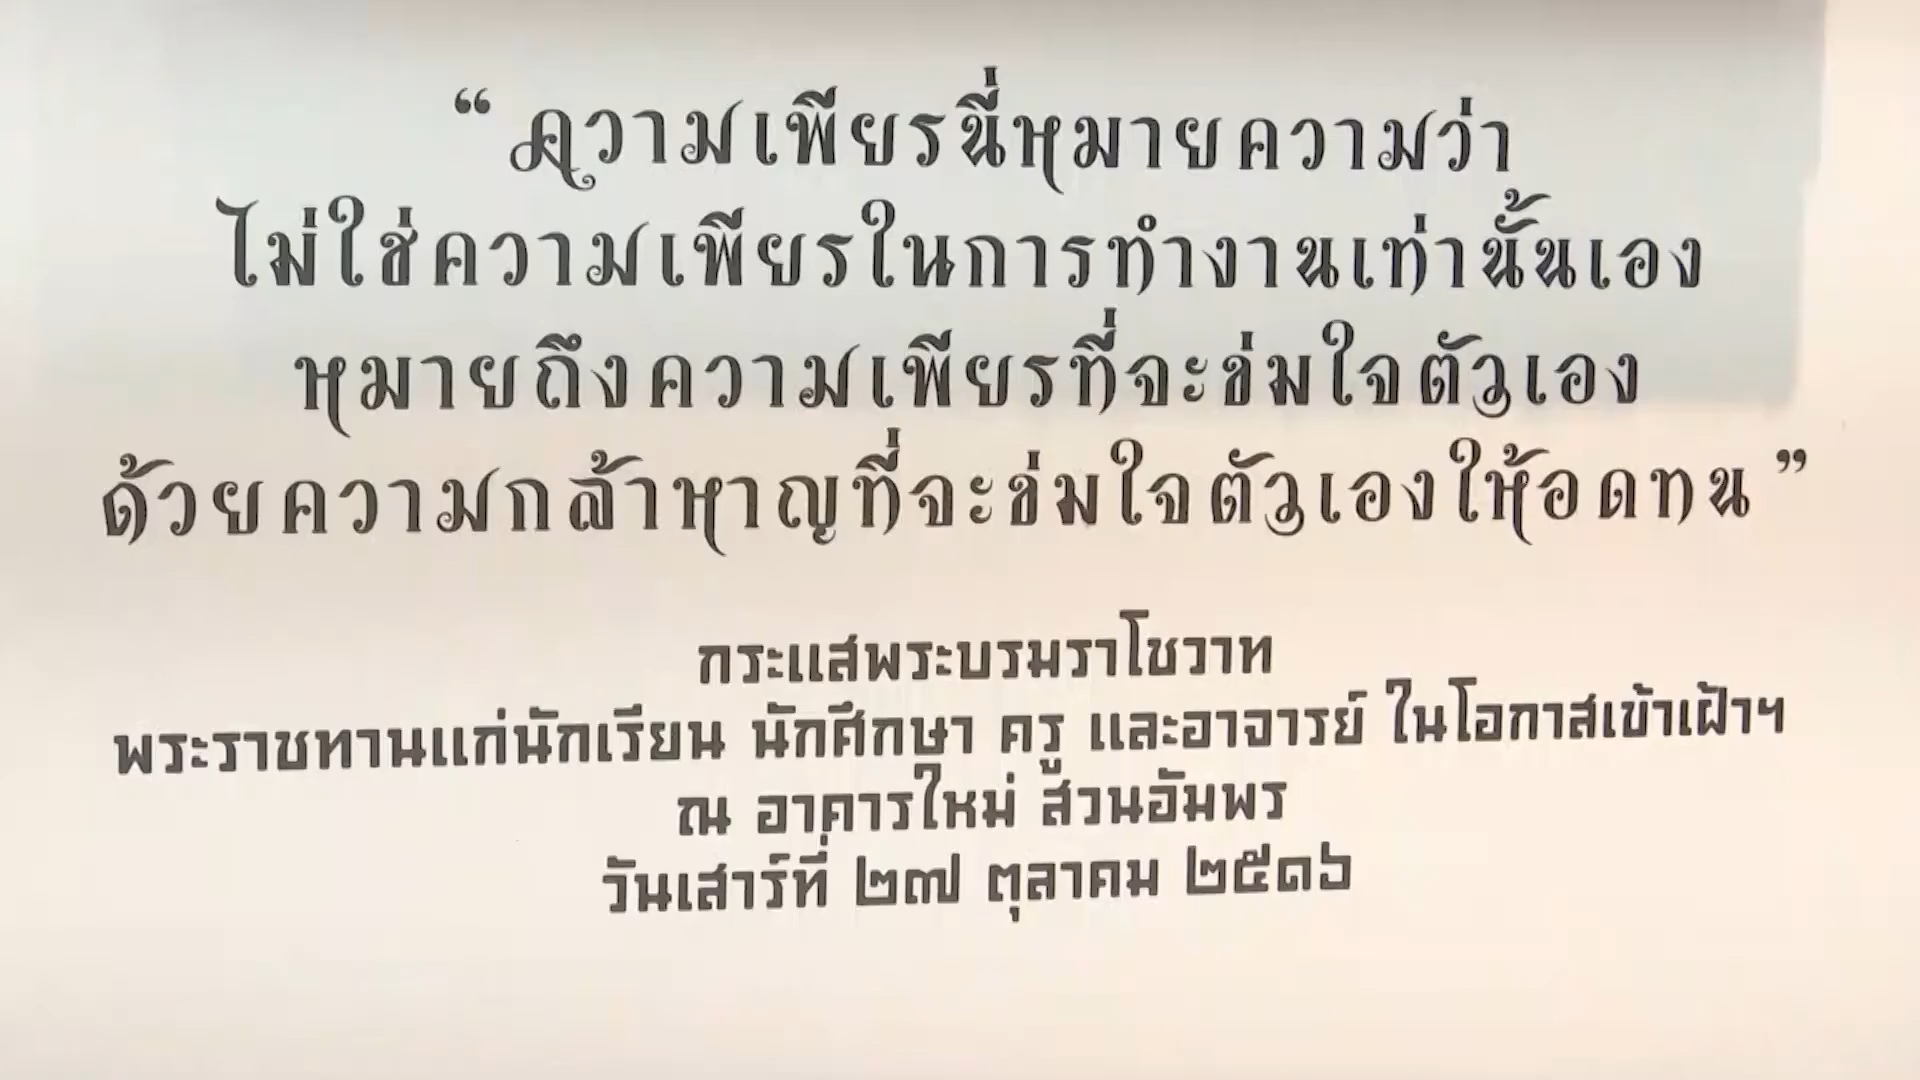 “ ความเพียรนี่หมายความว่า
ไม่ใช่ความเพียรในการทำงานเท่านั้นเอง
หมายถึงความเพียรที่จะข่มใจตัวเอง
ด้วยความกล้าหาญที่จะข่มใจตัวเองให้อดทน ”
กระแสพระบรมราโชวาท
พระราชทานแก่นักเรียน นักศึกษา ครู และอาจารย์ ในโอกาสเข้าเฝ้าฯ
ณ อาคารใหม่ สวนอัมพร
วันเสาร์ที่ ๒๗ ตุลาคม ๒๕๑๖